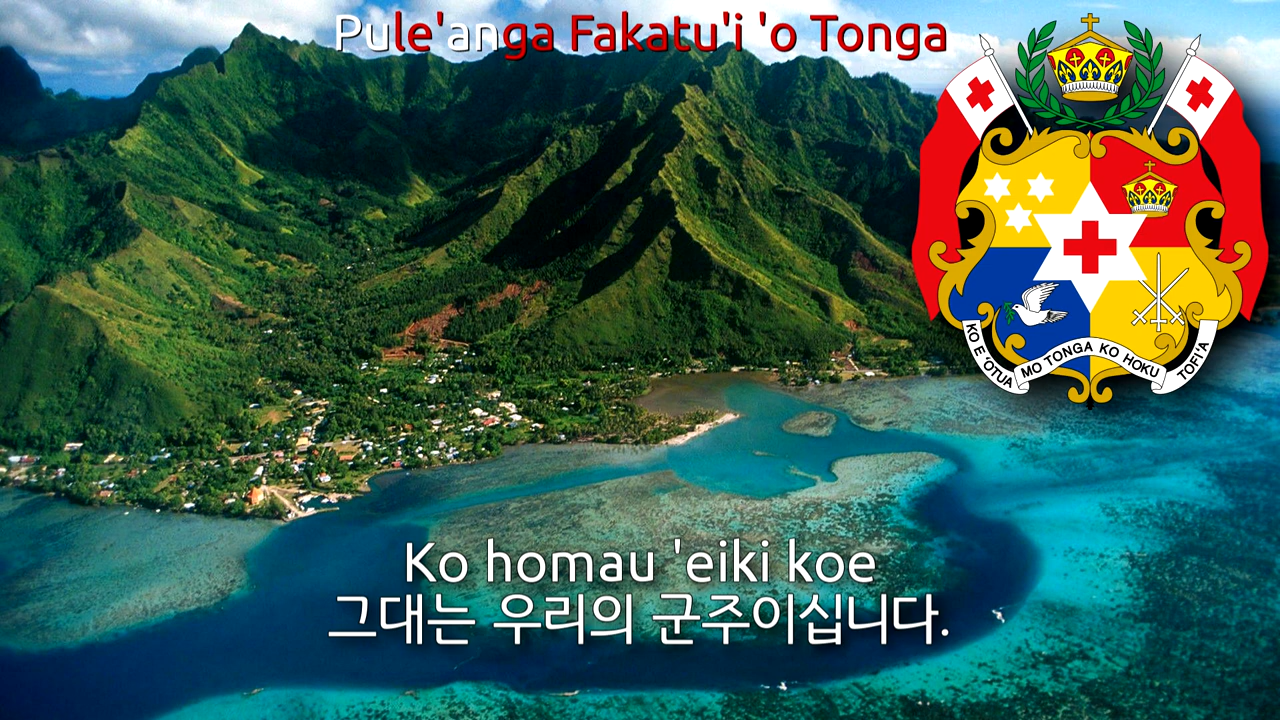 Pule'anga Fakatu'i 'o Tonga
KO E 'OTUA MO TONGA KO HOKU TOFI'A
Ko homau 'eiki koe
그대는 우리의 군주이십니다.